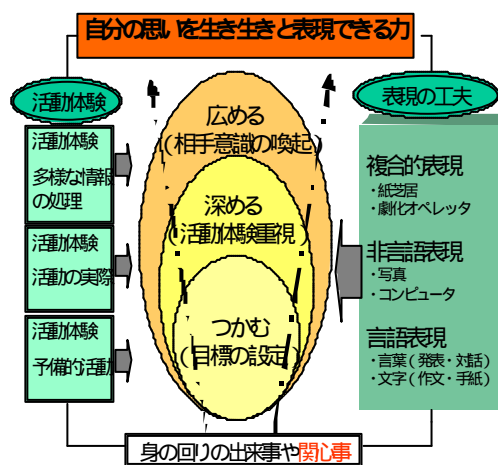 自分の思いを生き生きと表現できる力
活動体験
活動体験
多様な情報
の処理
活動体験
活動の実際
活動体験
予備的活動
広める
(相手意識の喚起)
深める
(活動体験重視)
つかむ
(目標の設定)
表現の工夫
複合的表現
・紙芝居
・劇化オペレッタ
非言語表現
・写真
・コンピュータ
言語表現
・言葉(発表・対話)
・文字(作文・手紙)
身の回りの出来事や関心事